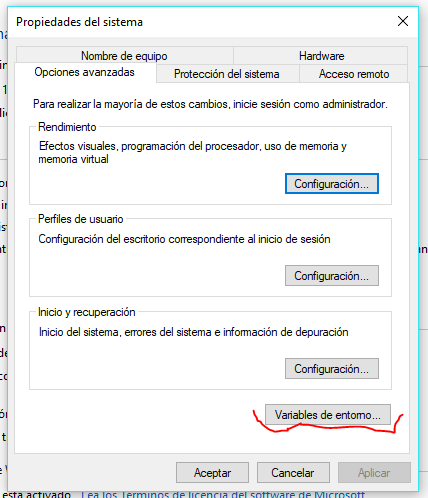 Propiedades del sistema
Nombre de equipo
Hardware
Opciones avanzadas
Protección del sistema
Acceso remoto
Para realizar la mayoría de estos cambios, inicie sesión como administrador.
Rendimiento
Efectos visuales, programación del procesador, uso de memoria y
memoria virtual
Configuración...
Perfiles de usuario
Configuración del escritorio correspondiente al inicio de sesión
Configuración...
Inicio y recuperación
Inicio del sistema, errores del sistema e información de depuración
Configuración...
Variables de entorno...
Aceptar
Cancelar
Aplicar
está activado Lea los Términos de licencia del software de Microsoft